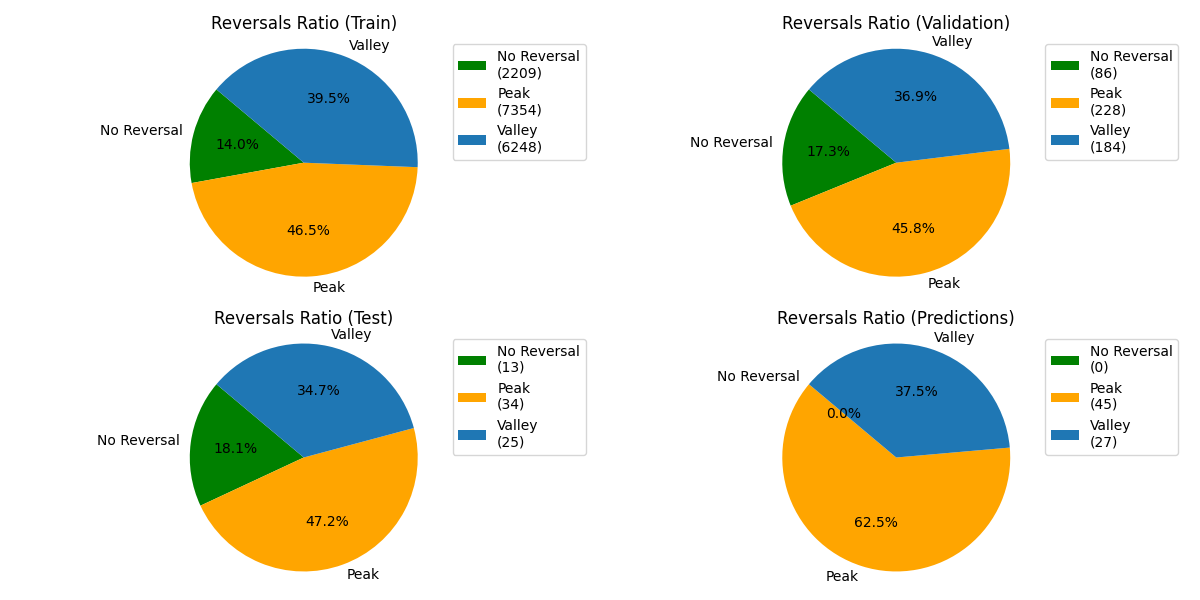 Reversals Ratio (Train)
Valley
39.5%
No Reversal
14.0%
46.5%
Peak
No Reversal
(2209)
Peak
(7354)
Valley
(6248)
Reversals Ratio (Validation)
Valley
36.9%
No Reversal
17.3%
45.8%
Peak
No Reversal
(86)
Peak
(228)
Valley
(184)
Reversals Ratio (Test)
Valley
34.7%
No Reversal
18.1%
47.2%
Peak
No Reversal
(13)
Peak
(34)
Valley
(25)
Reversals Ratio (Predictions)
Valley
No Reversal
37.5%
0.0%
62.5%
Peak
No Reversal
(0)
Peak
(45)
Valley
(27)